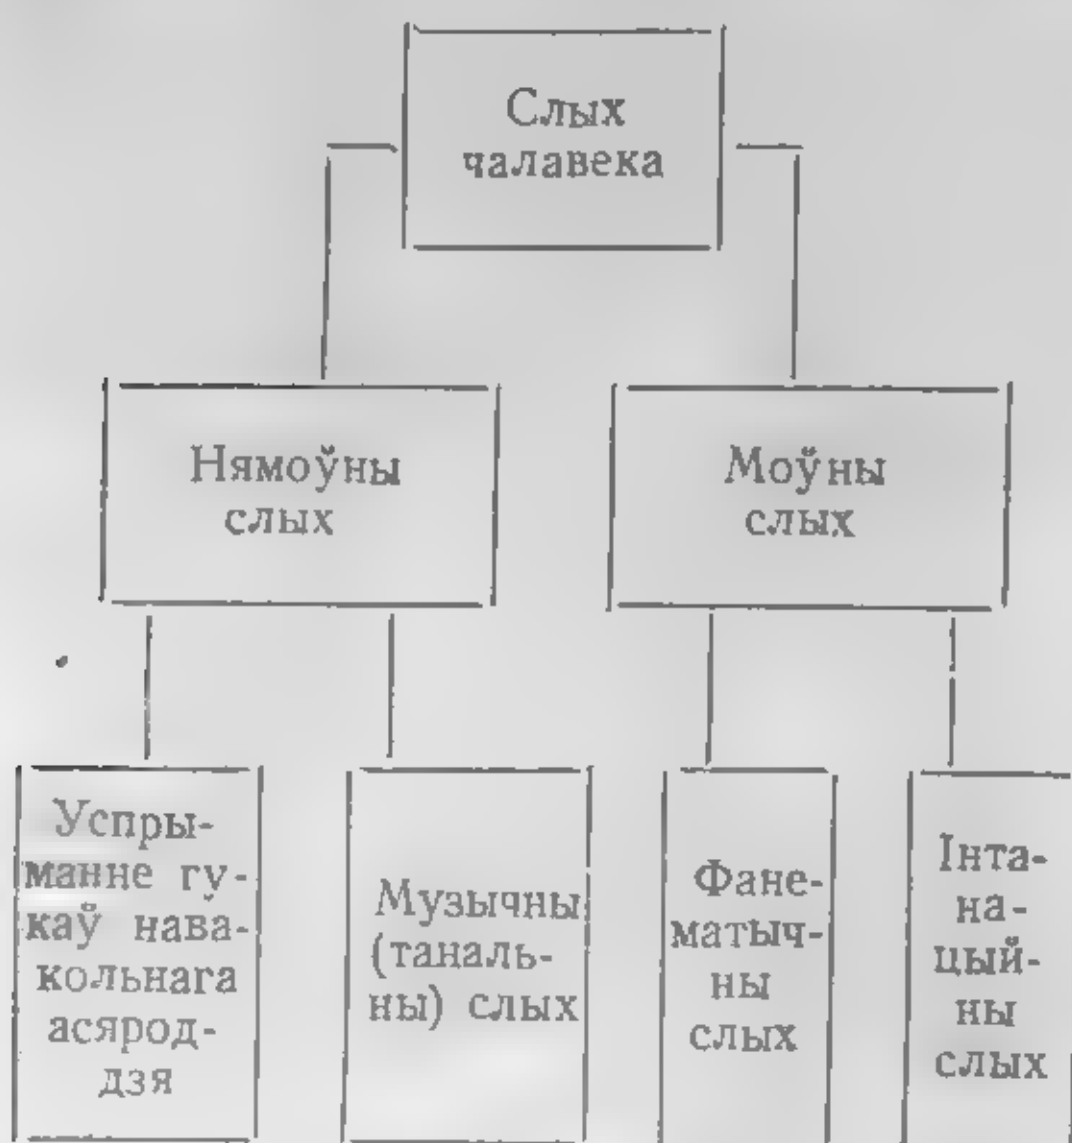 Слых
чалавека
Нямоўны
слых
Моўны
слых
Успры-
манне гу-
каў нава-
кольнага
асярод-
дзя
Музычны
(таналь-
ны) слых
Фане-
матыч-
ны
слых
Інта-
на-
цый-
ны
слых